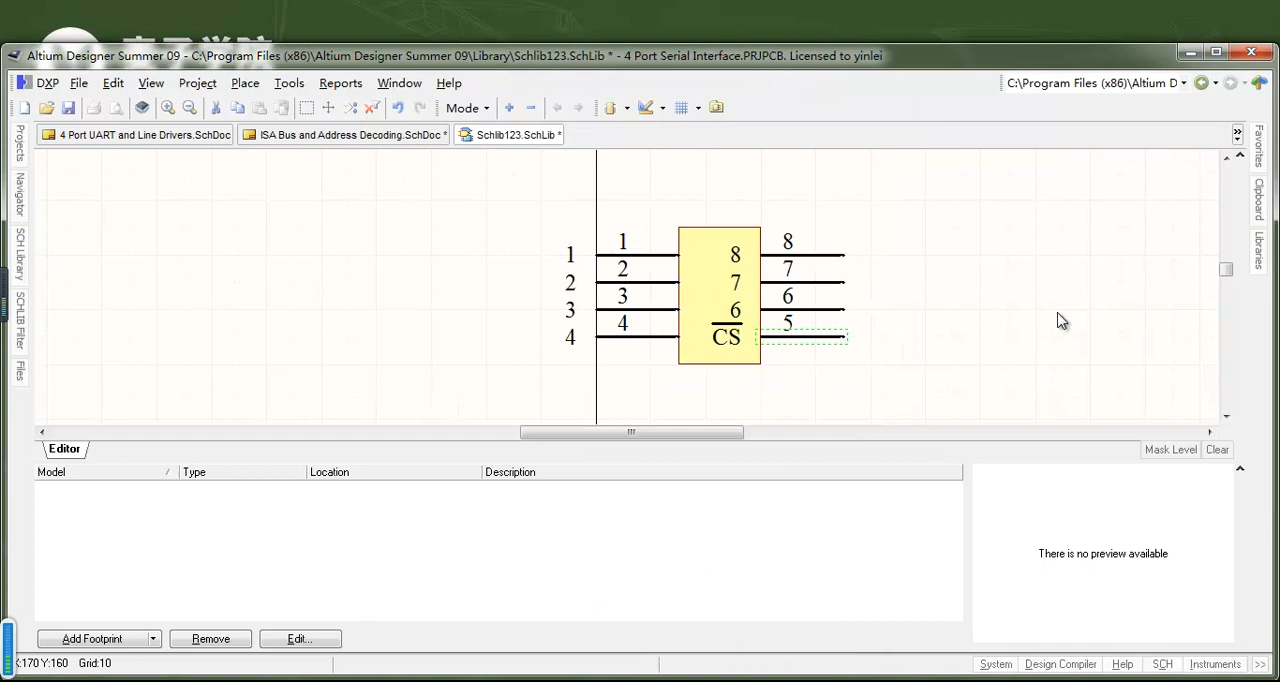 Altium Designer Summer 09 - C:\Program Files (x86)\Altium Designer Summer 09\Library\Schlib123.SchLib * - 4 Port Serial Interface.PRJPCB. Licensed to yinlei
DXP File Edit View Project Place Tools Reports Window Help
C:\Program Files (x86)\Altium D
Mode
4 Port UART and Line Drivers.SchDoc
ISA Bus and Address Decoding.SchDoc *
Schlib123.SchLib *
Projects
Navigator
SCH Library
SCHLIB Filter
Files
Favorites
Clipboard
Libraries
1 1 8 8
2 2 7 7
3 3 6 6
4 4 CS 5
Editor
Mask Level Clear
Model / Type Location Description
There is no preview available
Add Footprint Remove Edit...
X:170 Y:160 Grid:10
System Design Compiler Help SCH Instruments >>